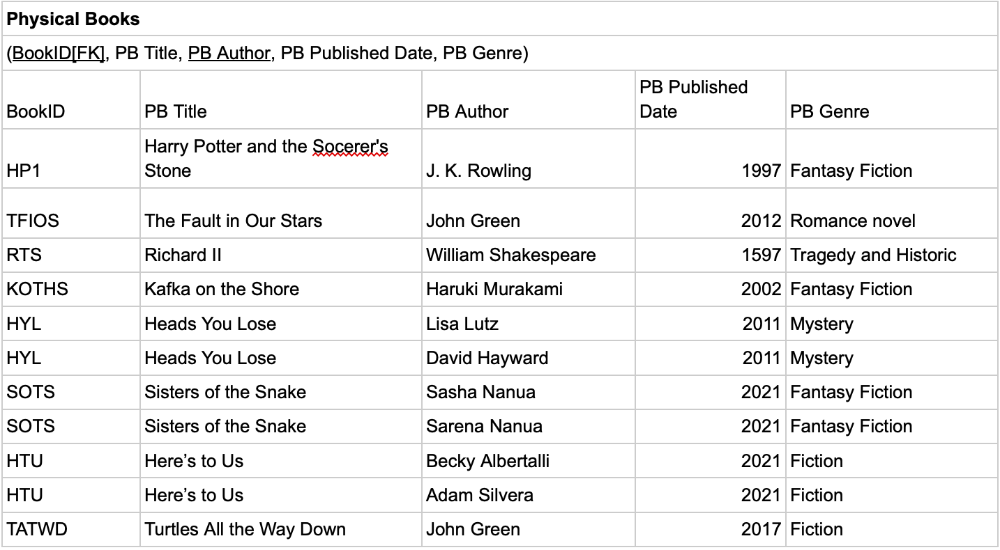 Physical Books
(BookID[FK], PB Title, PB Author, PB Published Date, PB Genre)
BookID PB Title PB Author PB Published Date PB Genre
HP1 Harry Potter and the Socerer's Stone J. K. Rowling 1997 Fantasy Fiction
TFIOS The Fault in Our Stars John Green 2012 Romance novel
RTS Richard II William Shakespeare 1597 Tragedy and Historic
KOTHS Kafka on the Shore Haruki Murakami 2002 Fantasy Fiction
HYL Heads You Lose Lisa Lutz 2011 Mystery
HYL Heads You Lose David Hayward 2011 Mystery
SOTS Sisters of the Snake Sasha Nanua 2021 Fantasy Fiction
SOTS Sisters of the Snake Sarena Nanua 2021 Fantasy Fiction
HTU Here’s to Us Becky Albertalli 2021 Fiction
HTU Here’s to Us Adam Silvera 2021 Fiction
TATWD Turtles All the Way Down John Green 2017 Fiction